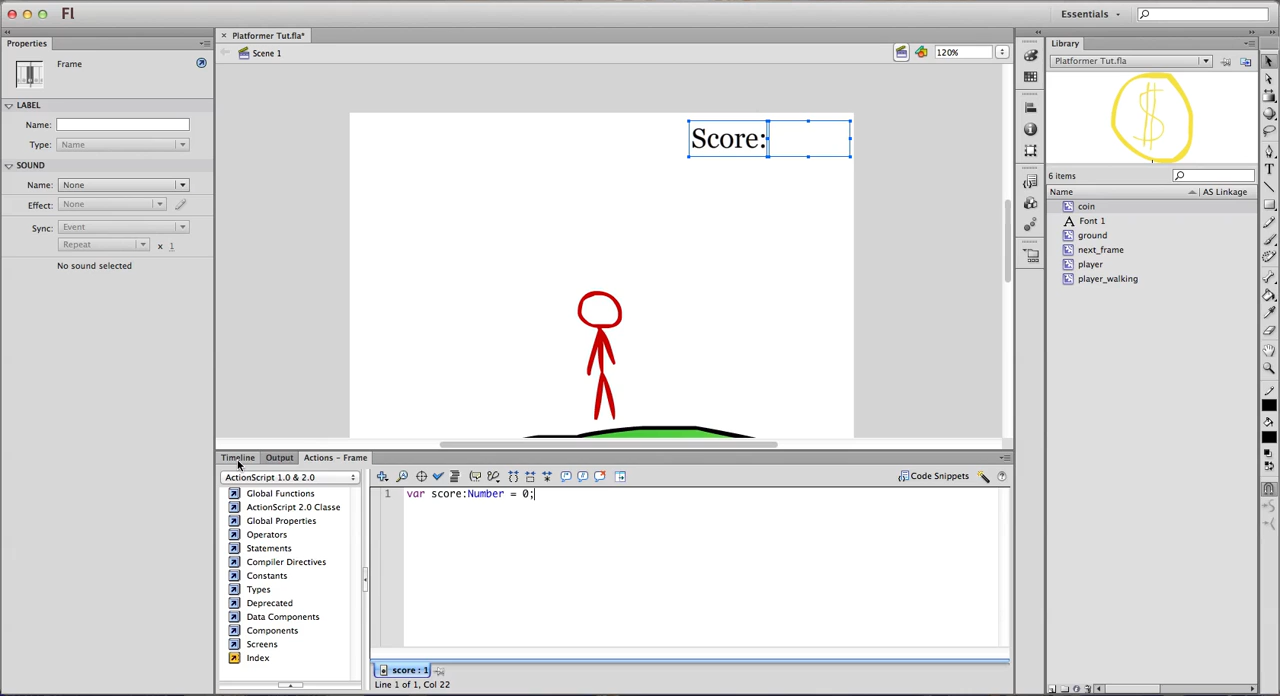 Fl
Essentials
Properties
Platformer Tut.fla*
Scene 1
120%
Library
Frame
Platformer Tut.fla
LABEL
Name:
Type: Name
SOUND
Name: None
Effect: None
Sync: Event
Repeat x 1
No sound selected
Score:
$
6 items
Name AS Linkage
coin
Font 1
ground
next_frame
player
player_walking
Timeline Output Actions - Frame
ActionScript 1.0 & 2.0
Code Snippets
Global Functions
ActionScript 2.0 Classe
Global Properties
Operators
Statements
Compiler Directives
Constants
Types
Deprecated
Data Components
Components
Screens
Index
1 var score:Number = 0;
score : 1
Line 1 of 1, Col 22